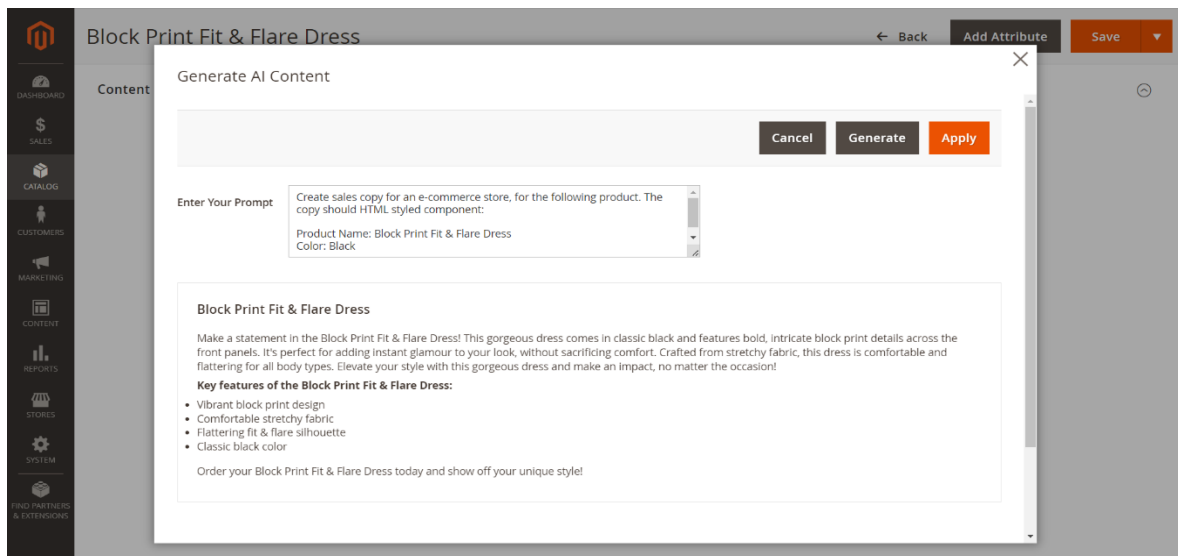 Block Print Fit & Flare Dress
← Back
Add Attribute
Save
DASHBOARD
SALES
CATALOG
CUSTOMERS
MARKETING
CONTENT
REPORTS
STORES
SYSTEM
FIND PARTNERS
& EXTENSIONS
Content
Generate AI Content
Cancel
Generate
Apply
Enter Your Prompt
Create sales copy for an e-commerce store, for the following product. The
copy should HTML styled component:
Product Name: Block Print Fit & Flare Dress
Color: Black
Block Print Fit & Flare Dress
Make a statement in the Block Print Fit & Flare Dress! This gorgeous dress comes in classic black and features bold, intricate block print details across the
front panels. It's perfect for adding instant glamour to your look, without sacrificing comfort. Crafted from stretchy fabric, this dress is comfortable and
flattering for all body types. Elevate your style with this gorgeous dress and make an impact, no matter the occasion!
Key features of the Block Print Fit & Flare Dress:
• Vibrant block print design
• Comfortable stretchy fabric
• Flattering fit & flare silhouette
• Classic black color
Order your Block Print Fit & Flare Dress today and show off your unique style!